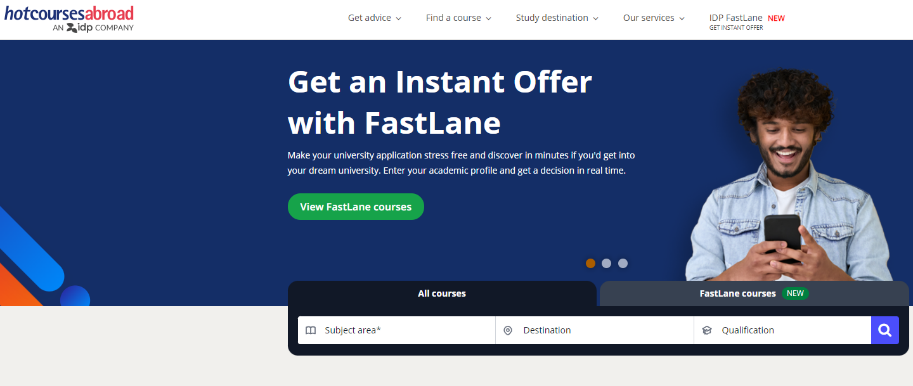 hotcoursesabroad
AN idp COMPANY
Get advice
Find a course
Study destination
Our services
IDP FastLane NEW
GET INSTANT OFFER
Get an Instant Offer
with FastLane
Make your university application stress free and discover in minutes if you'd get into
your dream university. Enter your academic profile and get a decision in real time.
View FastLane courses
All courses
FastLane courses NEW
Subject area*
Destination
Qualification